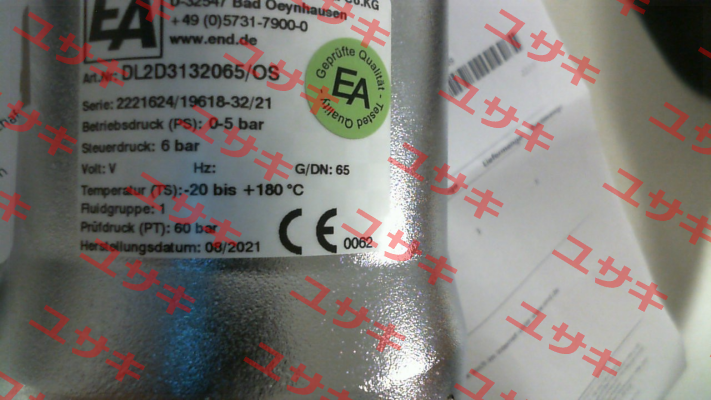 D-32547 Bad Oeynhausen
+49 (0)5731-7900-0
www.end.de
EA
Art.Nr: DL2D3132065/OS
Serie: 2221624/19618-32/21
Betriebsdruck (PS): 0-5 bar
Steuerdruck: 6 bar
Volt: V Hz: G/DN: 65
Temperatur (TS): -20 bis +180 °C
Fluidgruppe: 1
Prüfdruck (PT): 60 bar
Herstellungsdatum: 08/2021
CE 0062
Geprüfte Qualität - Tested Quality
EA
ユサキ